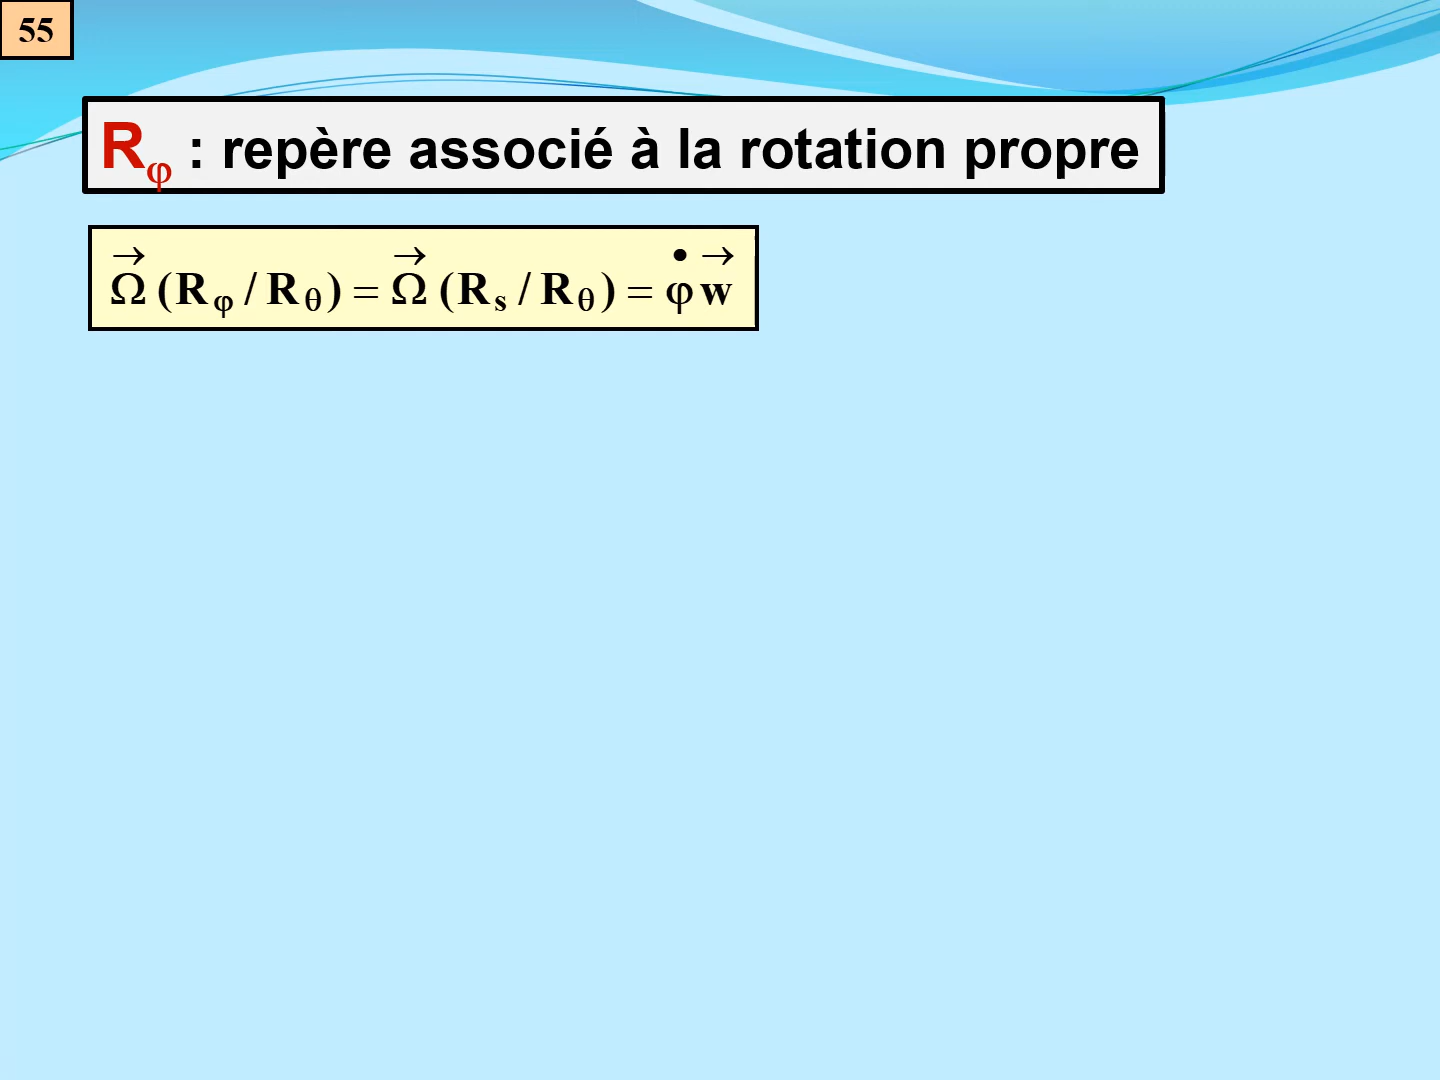 55
Rφ : repère associé à la rotation propre
Ω⃗ (Rφ / Rθ) = Ω⃗ (Rs / Rθ) = φ̇ w⃗